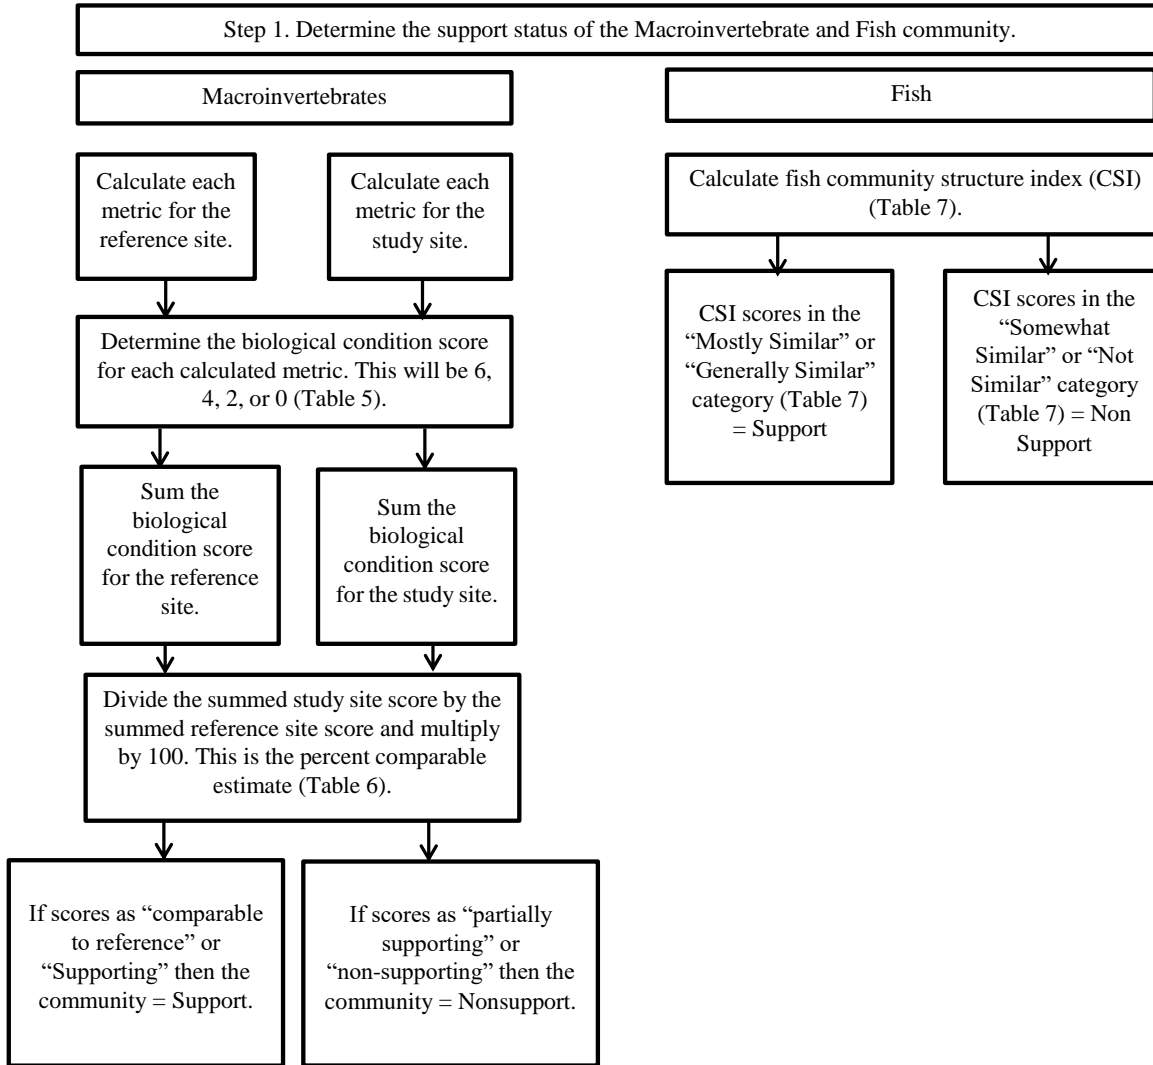 Step 1. Determine the support status of the Macroinvertebrate and Fish community.
Macroinvertebrates
Fish
Calculate each
metric for the
reference site.
Calculate each
metric for the
study site.
Calculate fish community structure index (CSI)
(Table 7).
Determine the biological condition score
for each calculated metric. This will be 6,
4, 2, or 0 (Table 5).
CSI scores in the
“Mostly Similar” or
“Generally Similar”
category (Table 7)
= Support
CSI scores in the
“Somewhat
Similar” or “Not
Similar” category
(Table 7) = Non
Support
Sum the
biological
condition score
for the reference
site.
Sum the
biological
condition score
for the study site.
Divide the summed study site score by the
summed reference site score and multiply
by 100. This is the percent comparable
estimate (Table 6).
If scores as “comparable
to reference” or
“Supporting” then the
community = Support.
If scores as “partially
supporting” or
“non-supporting” then the
community = Nonsupport.